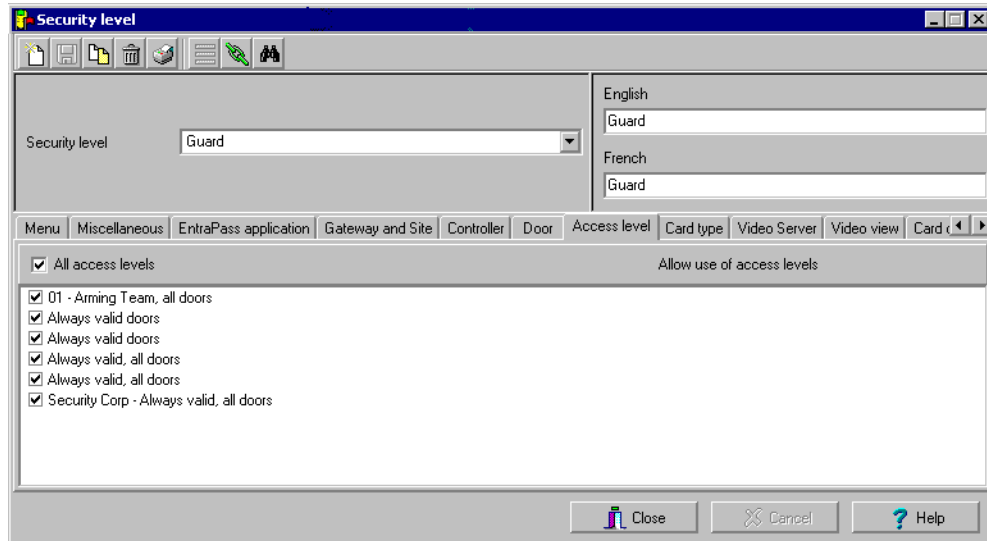 Security level
English
Guard
Security level
Guard
French
Guard
Menu
Miscellaneous
EntraPass application
Gateway and Site
Controller
Door
Access level
Card type
Video Server
Video view
Card
All access levels
Allow use of access levels
01 - Arming Team, all doors
Always valid doors
Always valid doors
Always valid, all doors
Always valid, all doors
Security Corp - Always valid, all doors
Close
Cancel
Help